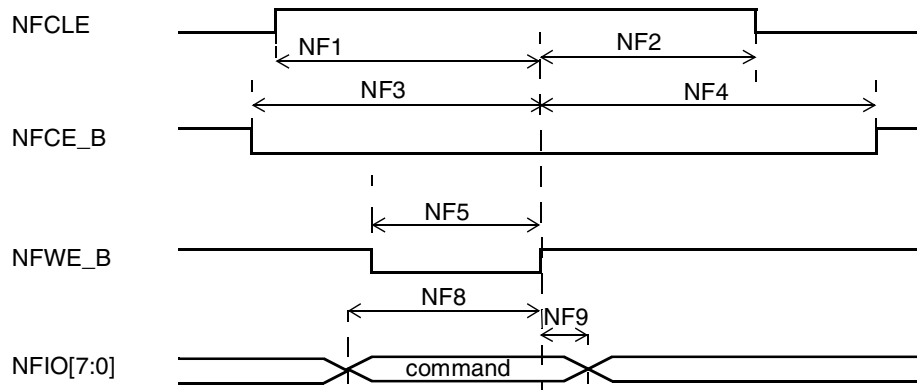 NFCLE
NF1
NF2
NF3
NF4
NFCE_B
NF5
NFWE_B
NF8
NF9
NFIO[7:0]
command